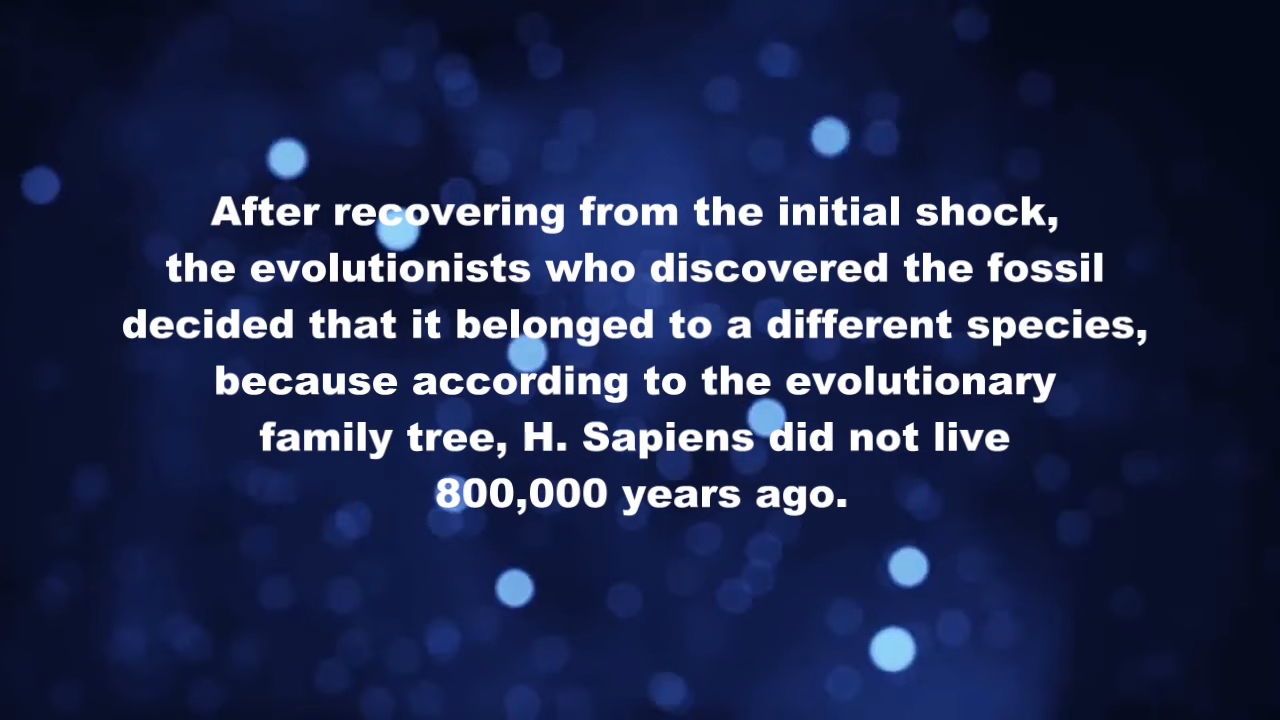 After recovering from the initial shock,
the evolutionists who discovered the fossil
decided that it belonged to a different species,
because according to the evolutionary
family tree, H. Sapiens did not live
800,000 years ago.